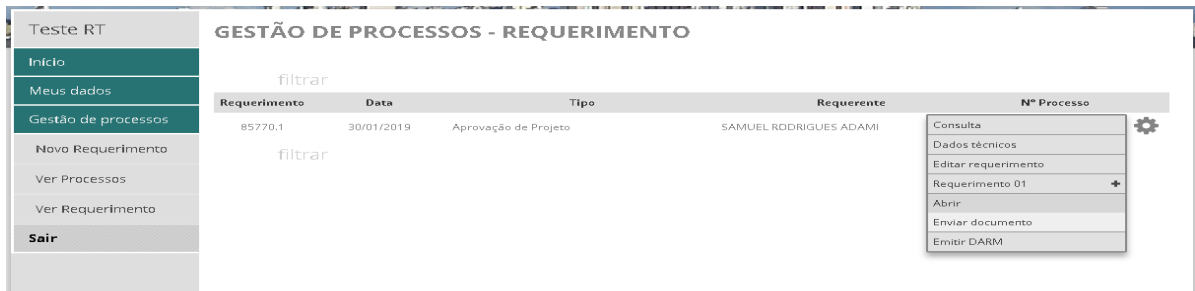 Teste RT
GESTÃO DE PROCESSOS - REQUERIMENTO
Início
Meus dados
Gestão de processos
Novo Requerimento
Ver Processos
Ver Requerimento
Sair
filtrar
Requerimento Data Tipo Requerente Nº Processo
85770.1 30/01/2019 Aprovação de Projeto SAMUEL RODRIGUES ADAMI
filtrar
Consulta
Dados técnicos
Editar requerimento
Requerimento 01 +
Abrir
Enviar documento
Emitir DARM